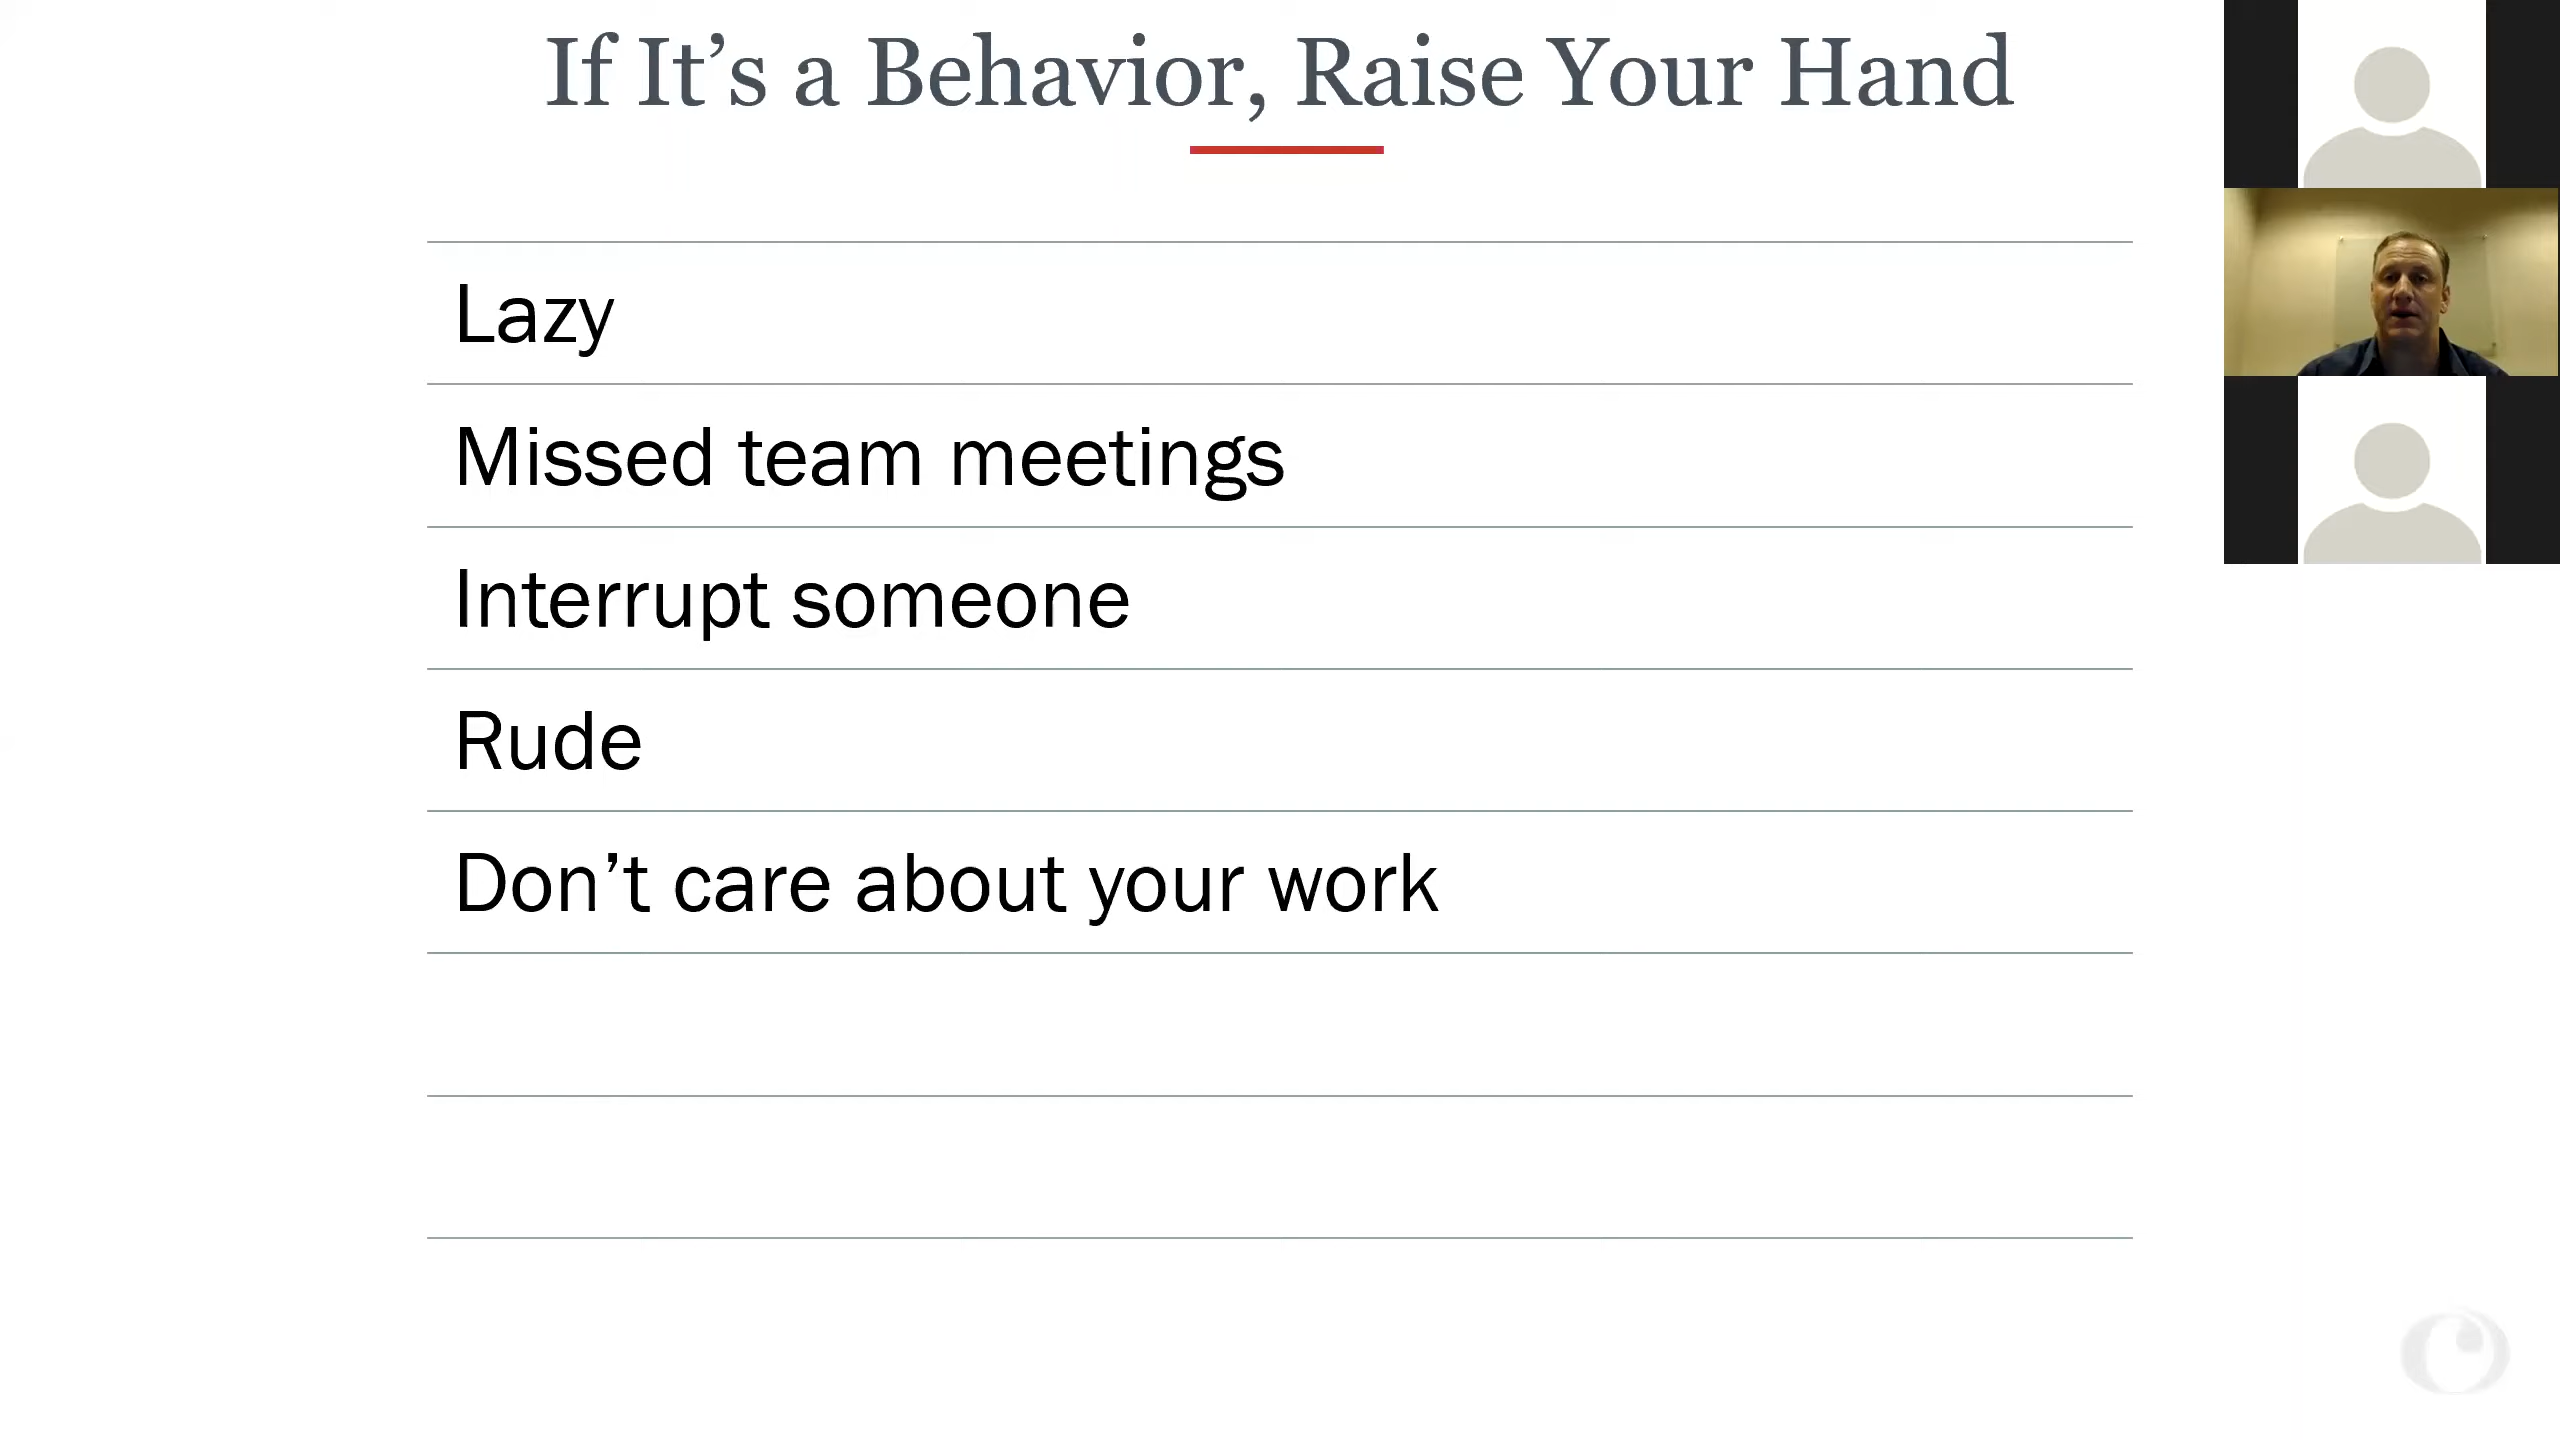 If It’s a Behavior, Raise Your Hand
Lazy
Missed team meetings
Interrupt someone
Rude
Don’t care about your work